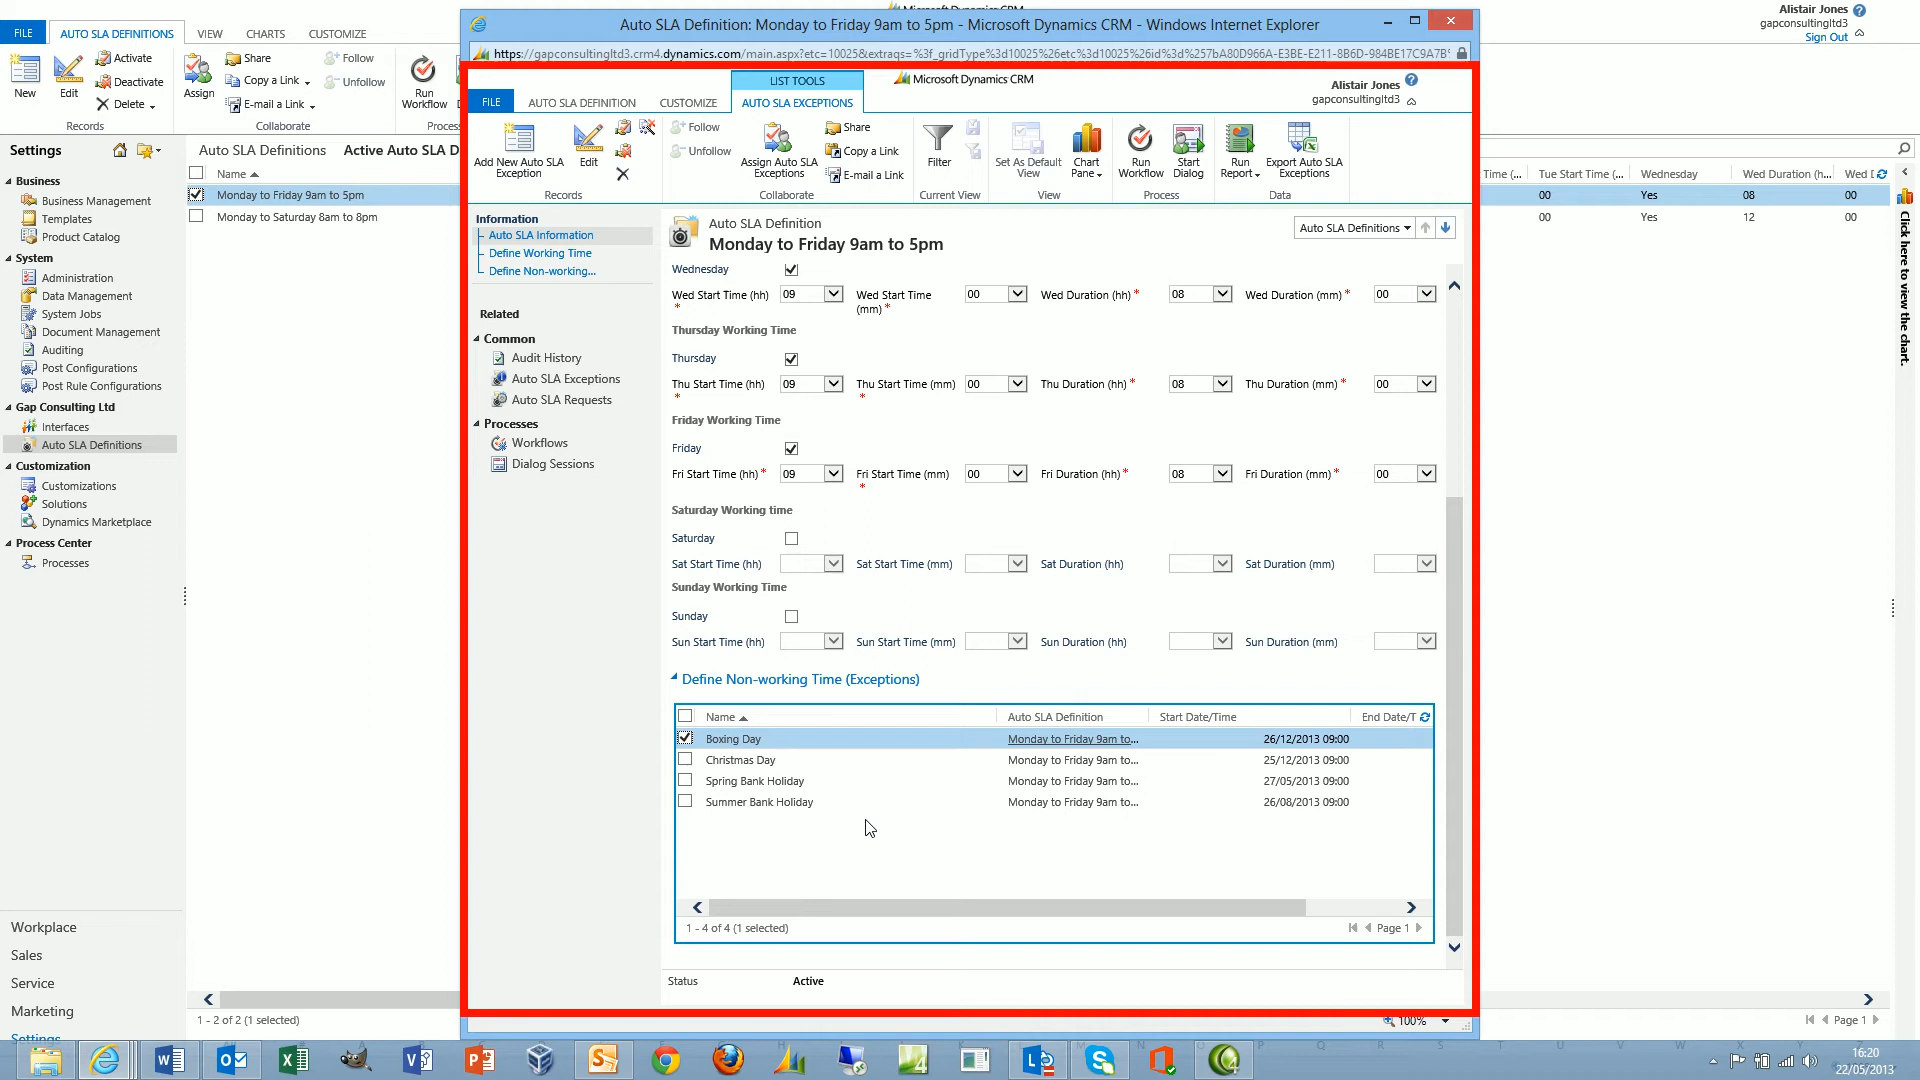 Alistair Jones
gapconsultingltd3
Sign Out
Auto SLA Definition: Monday to Friday 9am to 5pm - Microsoft Dynamics CRM - Windows Internet Explorer
https://gapconsultingltd3.crm4.dynamics.com/main.aspx?etc=10025&extraqs=%3f_gridType%3d10025%26etc%3d10025%26id%3d%257bA80D966A-E3BE-E211-8B6D-984BE17C9A7B%
FILE AUTO SLA DEFINITIONS VIEW CHARTS CUSTOMIZE
New Edit Activate Deactivate Delete
Records
Assign Share Copy a Link E-mail a Link
Collaborate
Follow Unfollow
Run Workflow
Proces
LIST TOOLS
Microsoft Dynamics CRM
Alistair Jones
gapconsultingltd3
FILE AUTO SLA DEFINITION CUSTOMIZE AUTO SLA EXCEPTIONS
Add New Auto SLA Exception Edit
Records
Follow Unfollow
Assign Auto SLA Exceptions
Share
Copy a Link
E-mail a Link
Collaborate
Filter
Current View
Set As Default View Chart Pane
View
Run Workflow Start Dialog
Process
Run Report Export Auto SLA Exceptions
Data
Settings
Business
Business Management
Templates
Product Catalog
System
Administration
Data Management
System Jobs
Document Management
Auditing
Post Configurations
Post Rule Configurations
Gap Consulting Ltd
Interfaces
Auto SLA Definitions
Customization
Customizations
Solutions
Dynamics Marketplace
Process Center
Processes
Workplace
Sales
Service
Marketing
Settings
Auto SLA Definitions Active Auto SLA D
Name
Monday to Friday 9am to 5pm
Monday to Saturday 8am to 8pm
1 - 2 of 2 (1 selected)
Information
Auto SLA Information
Define Working Time
Define Non-working...
Related
Common
Audit History
Auto SLA Exceptions
Auto SLA Requests
Processes
Workflows
Dialog Sessions
Auto SLA Definition
Monday to Friday 9am to 5pm
Auto SLA Definitions
Wednesday
Wed Start Time (hh) * 09 Wed Start Time (mm) * 00 Wed Duration (hh) * 08 Wed Duration (mm) * 00
Thursday Working Time
Thursday
Thu Start Time (hh) * 09 Thu Start Time (mm) * 00 Thu Duration (hh) * 08 Thu Duration (mm) * 00
Friday Working Time
Friday
Fri Start Time (hh) * 09 Fri Start Time (mm) * 00 Fri Duration (hh) * 08 Fri Duration (mm) * 00
Saturday Working time
Saturday
Sat Start Time (hh) Sat Start Time (mm) Sat Duration (hh) Sat Duration (mm)
Sunday Working Time
Sunday
Sun Start Time (hh) Sun Start Time (mm) Sun Duration (hh) Sun Duration (mm)
Define Non-working Time (Exceptions)
Name Auto SLA Definition Start Date/Time End Date/T
Boxing Day Monday to Friday 9am to... 26/12/2013 09:00
Christmas Day Monday to Friday 9am to... 25/12/2013 09:00
Spring Bank Holiday Monday to Friday 9am to... 27/05/2013 09:00
Summer Bank Holiday Monday to Friday 9am to... 26/08/2013 09:00
1 - 4 of 4 (1 selected) Page 1
Status Active
100%
Time (... Tue Start Time (... Wednesday Wed Duration (h... Wed D
00 Yes 08 00
00 Yes 12 00
Click here to view the chart.
Page 1
16:20
22/05/2013